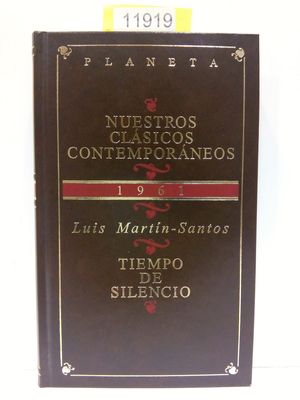 11919
PLANETA
NUESTROS
CLÁSICOS
CONTEMPORÁNEOS
1961
Luis Martín-Santos
TIEMPO
DE
SILENCIO